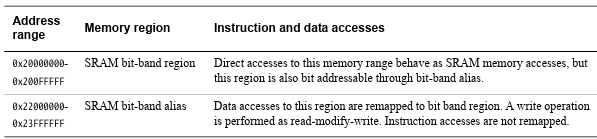 Address range Memory region Instruction and data accesses
0x20000000- SRAM bit-band region Direct accesses to this memory range behave as SRAM memory accesses, but
0x200FFFFF this region is also bit addressable through bit-band alias.
0x22000000- SRAM bit-band alias Data accesses to this region are remapped to bit band region. A write operation
0x23FFFFFF is performed as read-modify-write. Instruction accesses are not remapped.